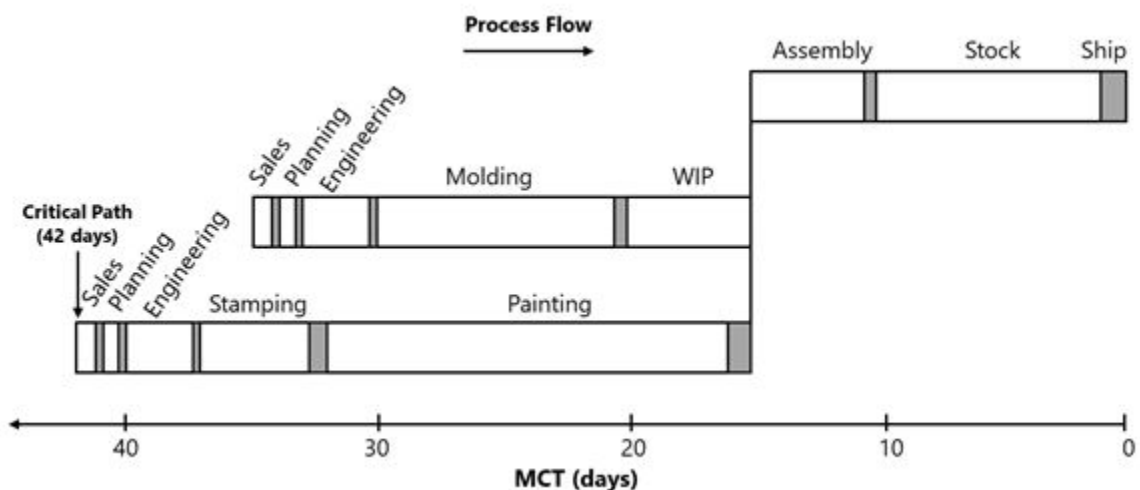 Process Flow
Assembly Stock Ship
Sales Planning Engineering
Molding WIP
Critical Path
(42 days)
Sales Planning Engineering
Stamping Painting
40 30 20 10 0
MCT (days)